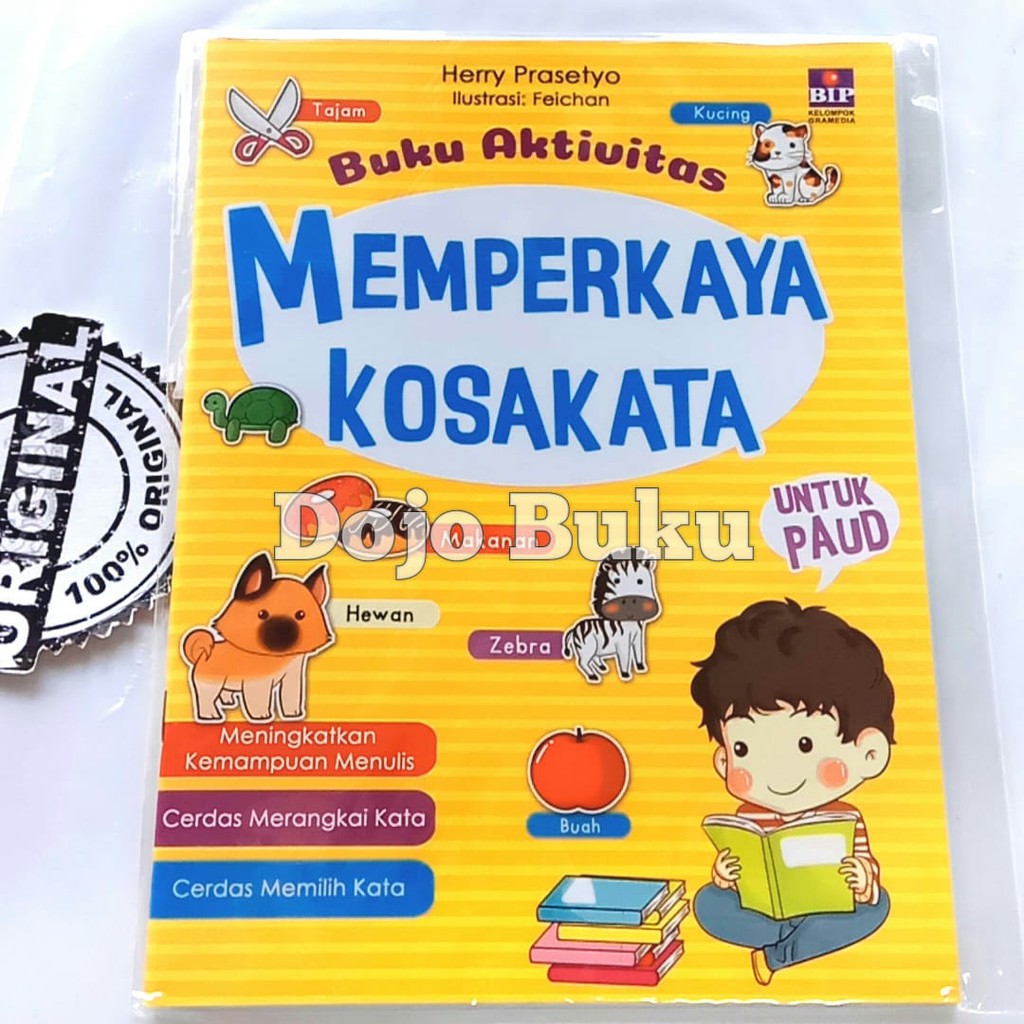 Herry Prasetyo
Ilustrasi: Feichan
BIP
KELOMPOK
GRAMEDIA
Tajam
Kucing
Buku Aktivitas
MEMPERKAYA
KOSAKATA
UNTUK
PAUD
Dojo Buku
Makanan
Hewan
Zebra
Meningkatkan
Kemampuan Menulis
Cerdas Merangkai Kata
Cerdas Memilih Kata
Buah
ORIGINAL
100% ORIGINAL